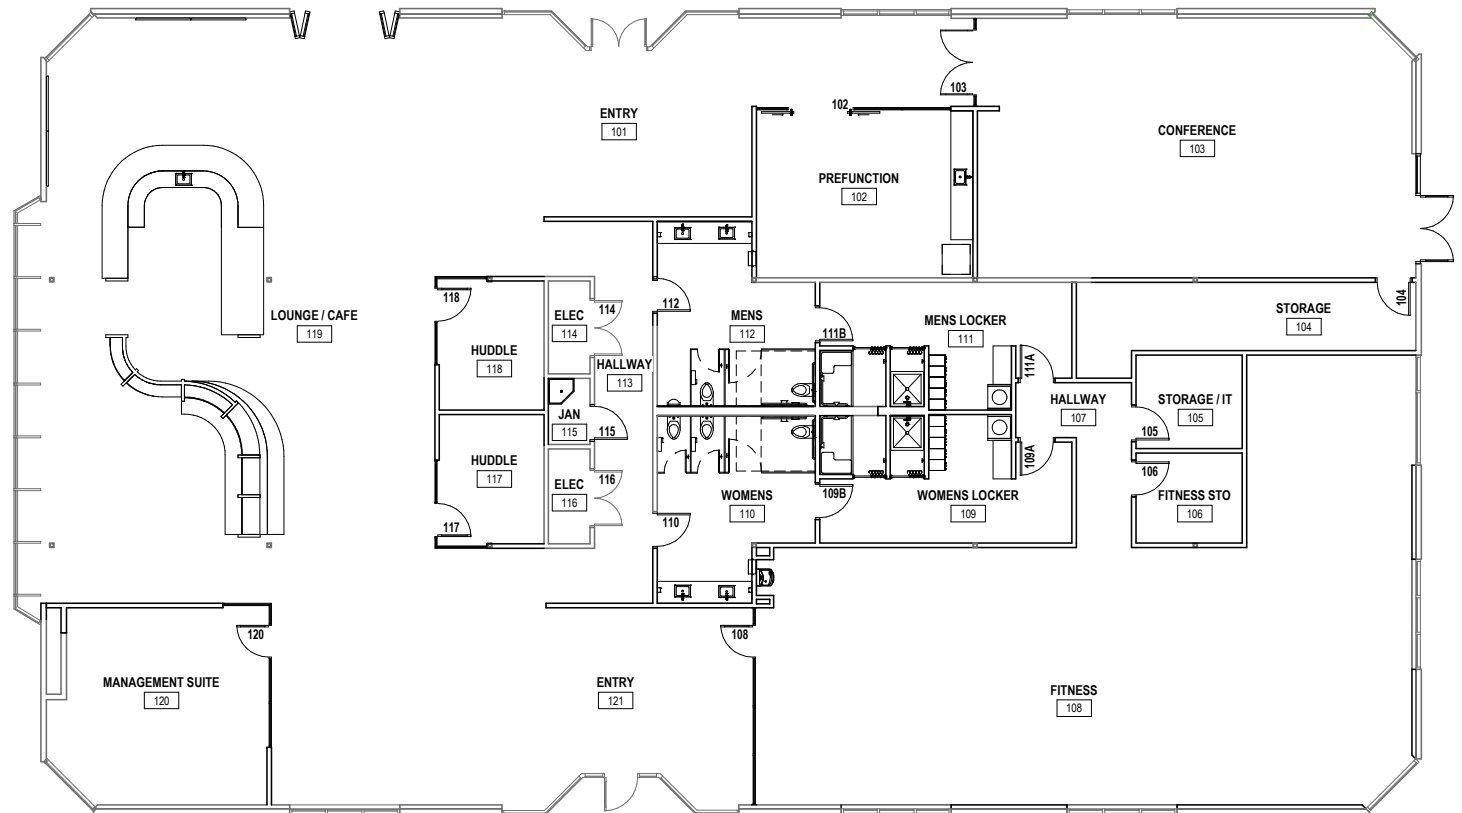 103
102
ENTRY
101
CONFERENCE
103
PREFUNCTION
102
118
112
114
104
LOUNGE / CAFE
119
ELEC
114
MENS
112
111B
MENS LOCKER
111
STORAGE
104
HUDDLE
118
HALLWAY
113
111A
HALLWAY
107
STORAGE / IT
105
JAN
115
115
105
HUDDLE
117
109A
106
ELEC
116
116
WOMENS
110
109B
WOMENS LOCKER
109
FITNESS STO
106
117
110
120
108
MANAGEMENT SUITE
120
ENTRY
121
FITNESS
108